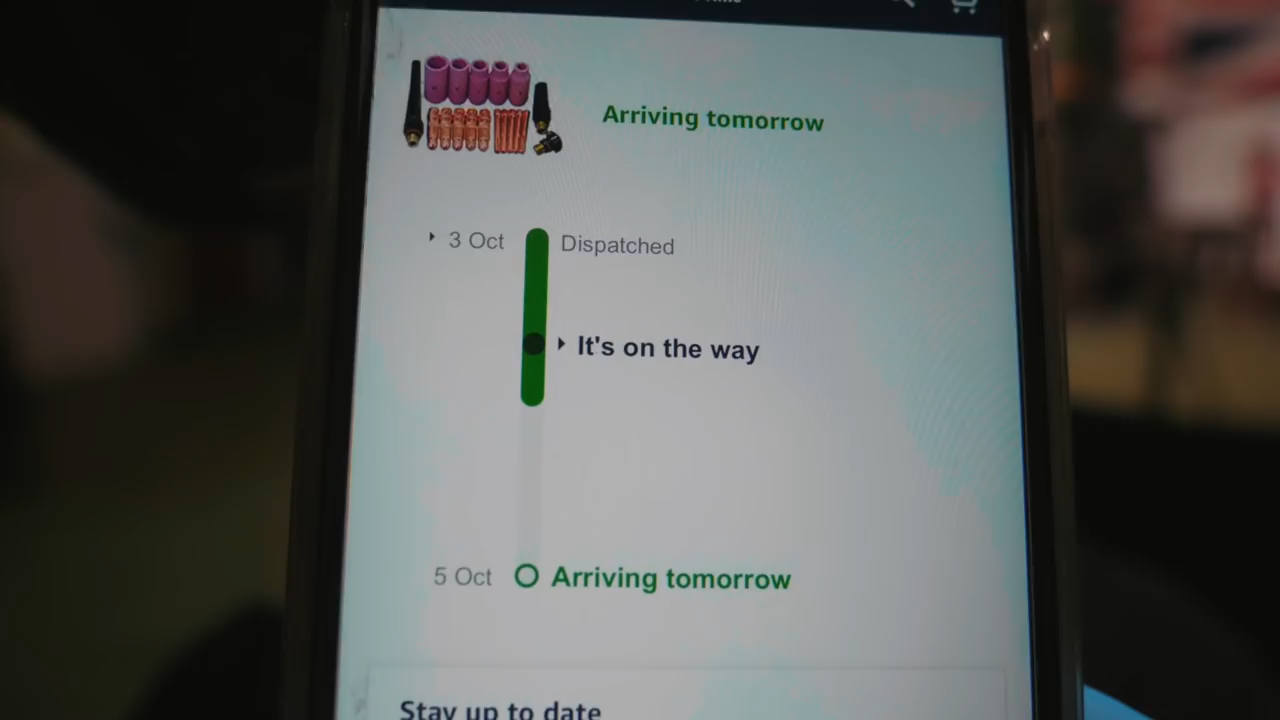 Arriving tomorrow
3 Oct Dispatched
It's on the way
5 Oct Arriving tomorrow
Stay up to date